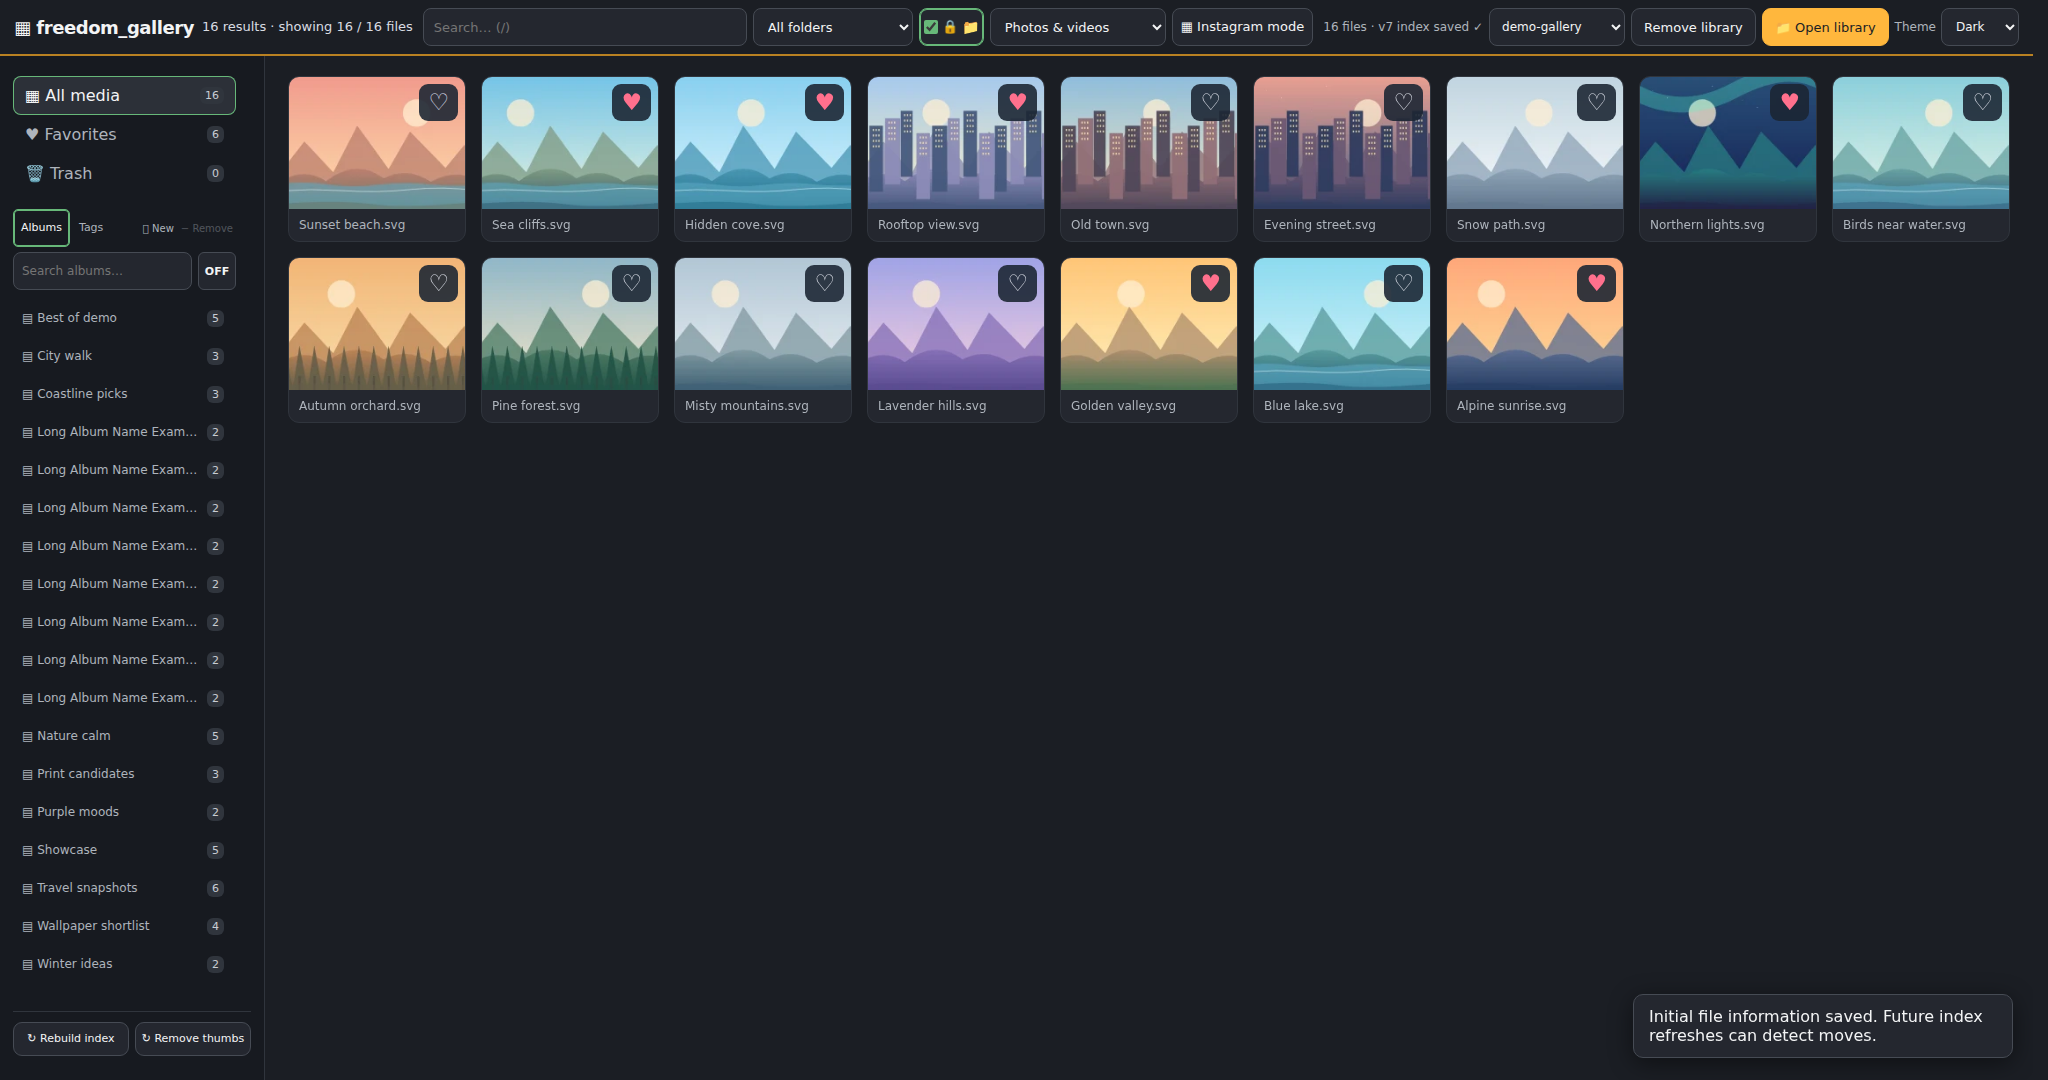 ▦ freedom_gallery 16 results · showing 16 / 16 files Search... (/) All folders Photos & videos ▦ Instagram mode 16 files · v7 index saved ✓ demo-gallery Remove library Open library Theme Dark
▦ All media 16
♥ Favorites 6
Trash 0
Albums Tags New − Remove
Search albums... OFF
Best of demo 5
City walk 3
Coastline picks 3
Long Album Name Exam... 2
Long Album Name Exam... 2
Long Album Name Exam... 2
Long Album Name Exam... 2
Long Album Name Exam... 2
Long Album Name Exam... 2
Long Album Name Exam... 2
Long Album Name Exam... 2
Nature calm 5
Print candidates 3
Purple moods 2
Showcase 5
Travel snapshots 6
Wallpaper shortlist 4
Winter ideas 2
↻ Rebuild index ↻ Remove thumbs
Sunset beach.svg Sea cliffs.svg Hidden cove.svg Rooftop view.svg Old town.svg Evening street.svg Snow path.svg Northern lights.svg Birds near water.svg
Autumn orchard.svg Pine forest.svg Misty mountains.svg Lavender hills.svg Golden valley.svg Blue lake.svg Alpine sunrise.svg
Initial file information saved. Future index
refreshes can detect moves.